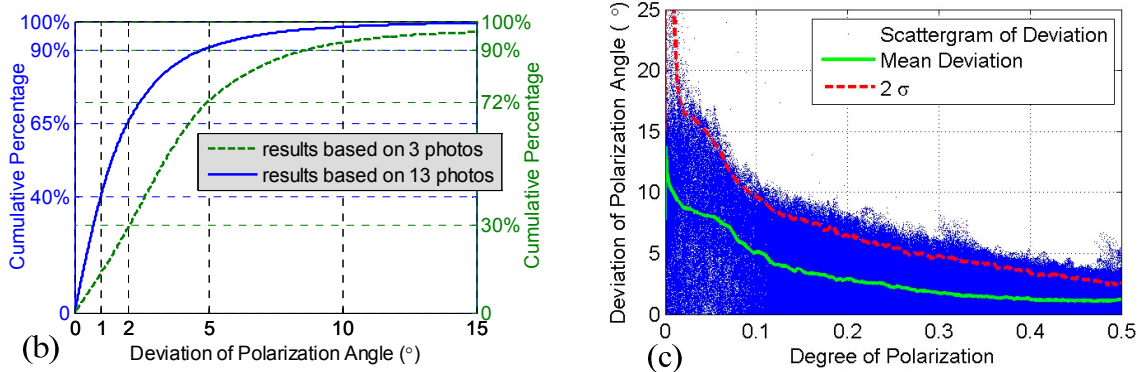 100%
90%
65%
40%
0
Cumulative Percentage
results based on 3 photos
results based on 13 photos
100%
90%
72%
30%
0
Cumulative Percentage
0 1 2 5 10 15
Deviation of Polarization Angle (°)
(b)
25
20
15
10
5
0
Deviation of Polarization Angle ( °)
Scattergram of Deviation
Mean Deviation
2 σ
0 0.1 0.2 0.3 0.4 0.5
Degree of Polarization
(c)